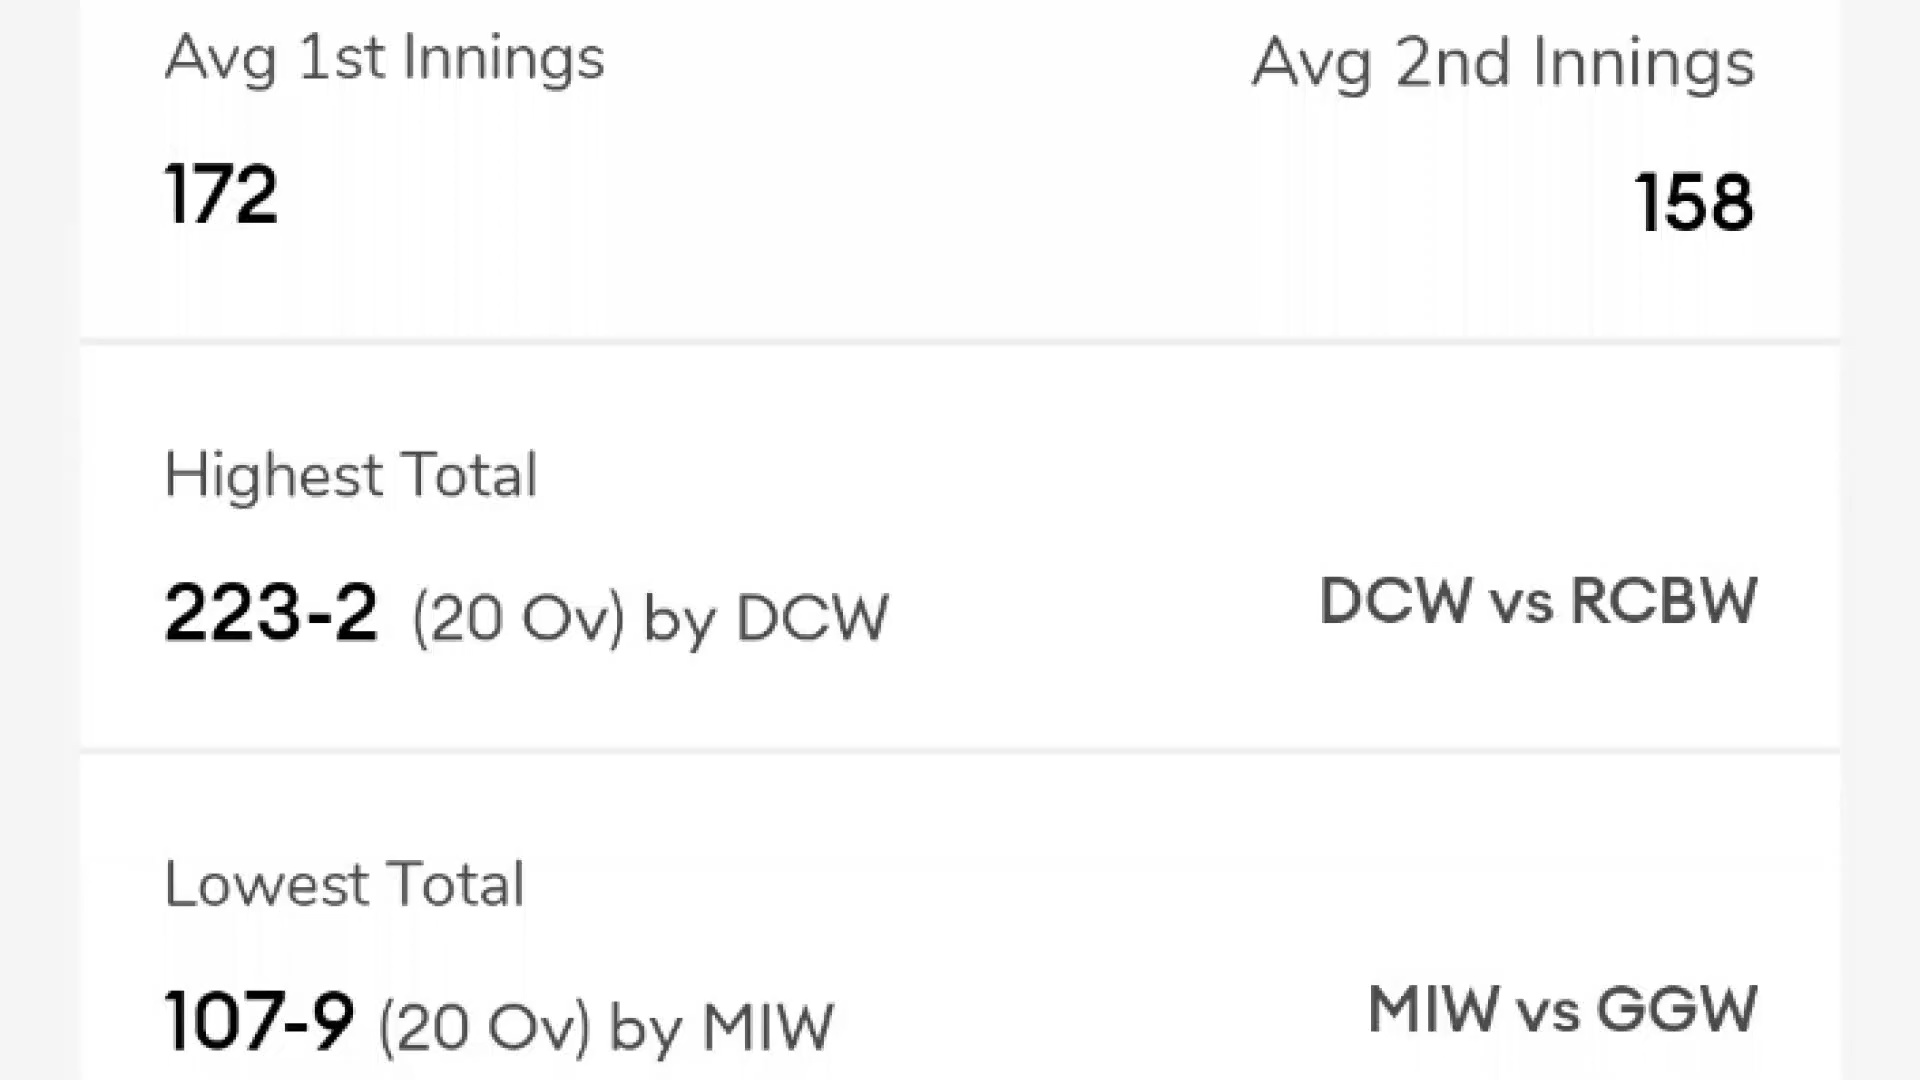 Avg 1st Innings Avg 2nd Innings
172 158
Highest Total
223-2 (20 Ov) by DCW DCW vs RCBW
Lowest Total
107-9 (20 Ov) by MIW MIW vs GGW